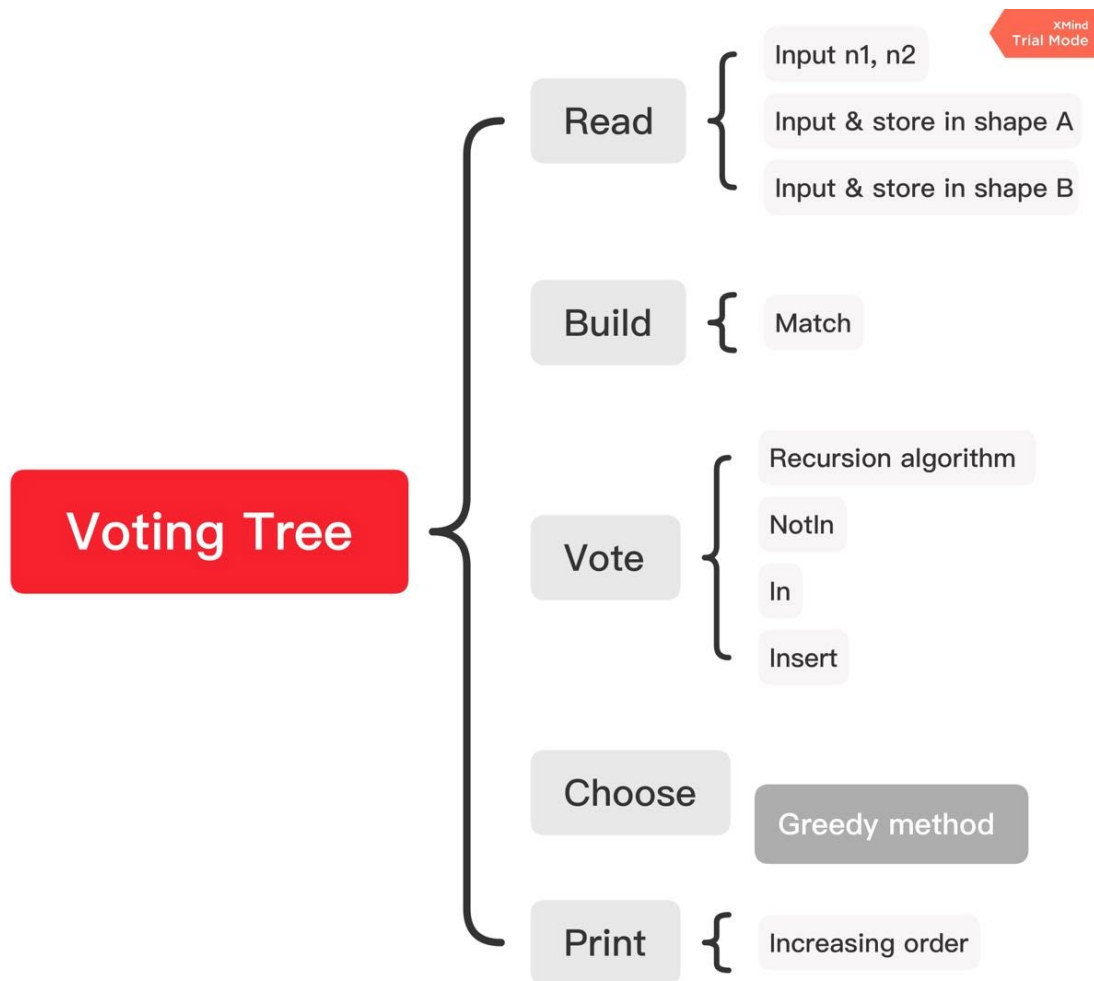 XMind
Trial Mode
Voting Tree
Read
Input n1, n2
Input & store in shape A
Input & store in shape B
Build
Match
Vote
Recursion algorithm
NotIn
In
Insert
Choose
Greedy method
Print
Increasing order